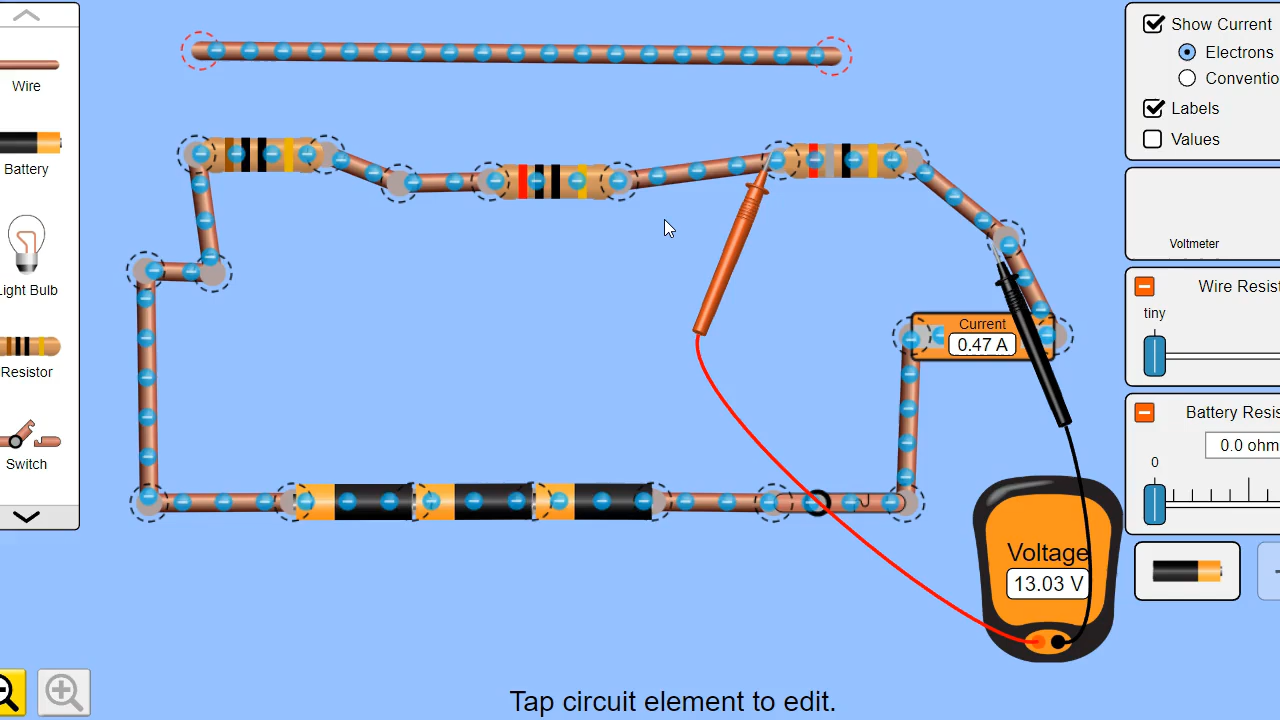 Show Current
Electrons
Conventio
Labels
Values
Wire
Battery
Light Bulb
Resistor
Switch
Voltmeter
Wire Resist
tiny
Current
0.47 A
Battery Resis
0.0 ohm
0
Voltage
13.03 V
Tap circuit element to edit.